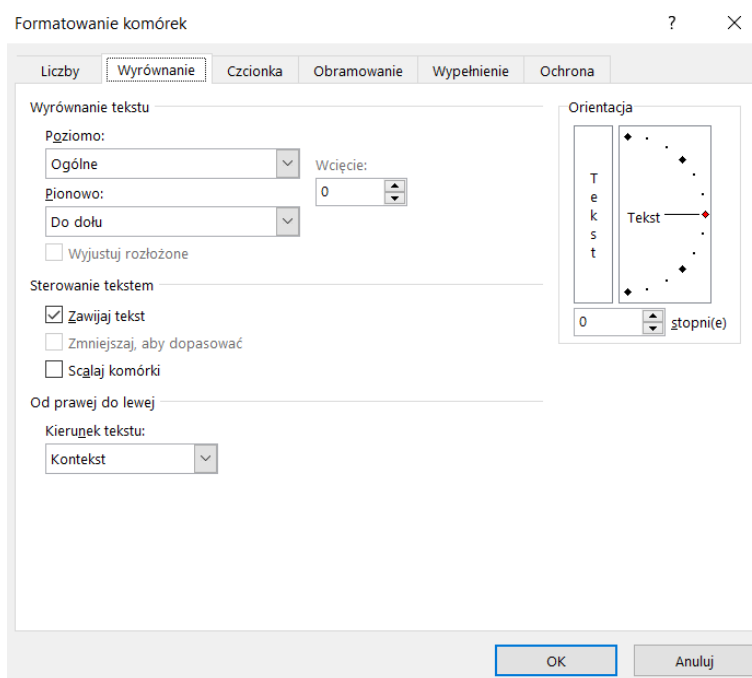 Formatowanie komórek ? ×
Liczby Wyrównanie Czcionka Obramowanie Wypełnienie Ochrona
Wyrównanie tekstu
Poziomo:
Ogólne
Wcięcie:
0
Pionowo:
Do dołu
Wyjustuj rozłożone
Sterowanie tekstem
Zawijaj tekst
Zmniejszaj, aby dopasować
Scalaj komórki
Od prawej do lewej
Kierunek tekstu:
Kontekst
Orientacja
Tekst
Tekst
0 stopni(e)
OK Anuluj